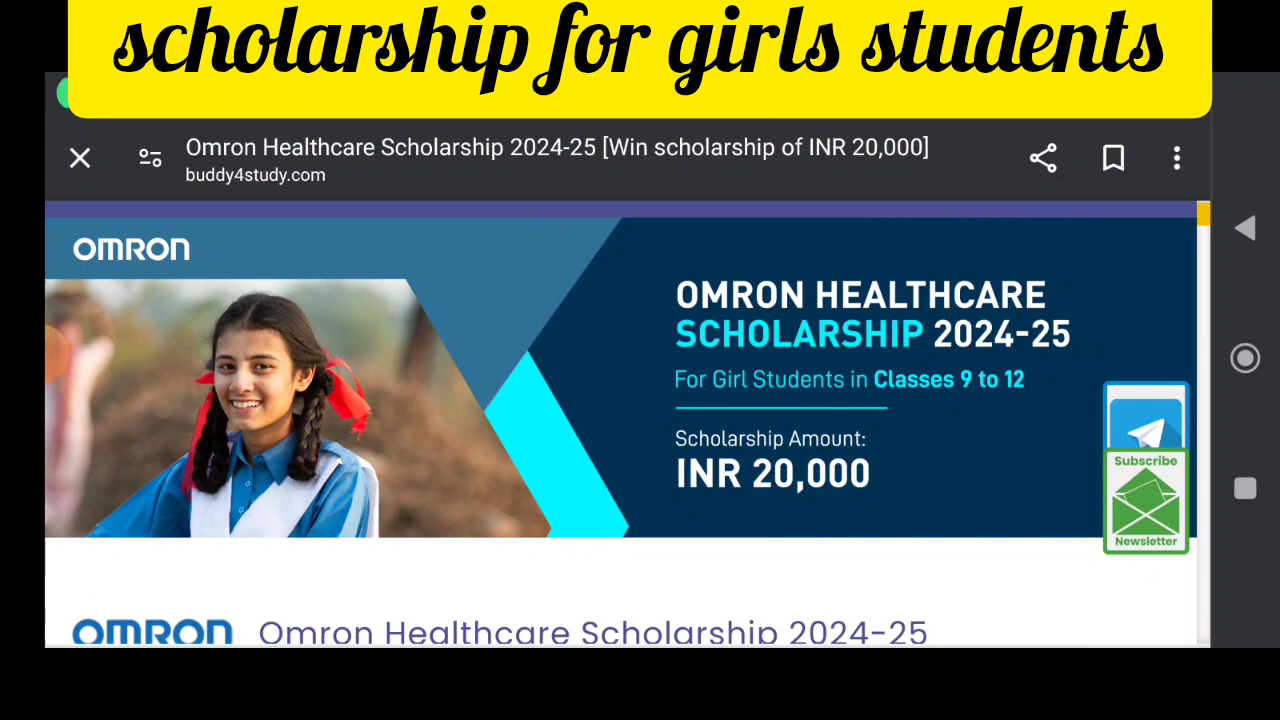 scholarship for girls students
Omron Healthcare Scholarship 2024-25 [Win scholarship of INR 20,000]
buddy4study.com
OMRON
OMRON HEALTHCARE
SCHOLARSHIP 2024-25
For Girl Students in Classes 9 to 12
Scholarship Amount:
INR 20,000
Subscribe
Newsletter
OMRON Omron Healthcare Scholarship 2024-25